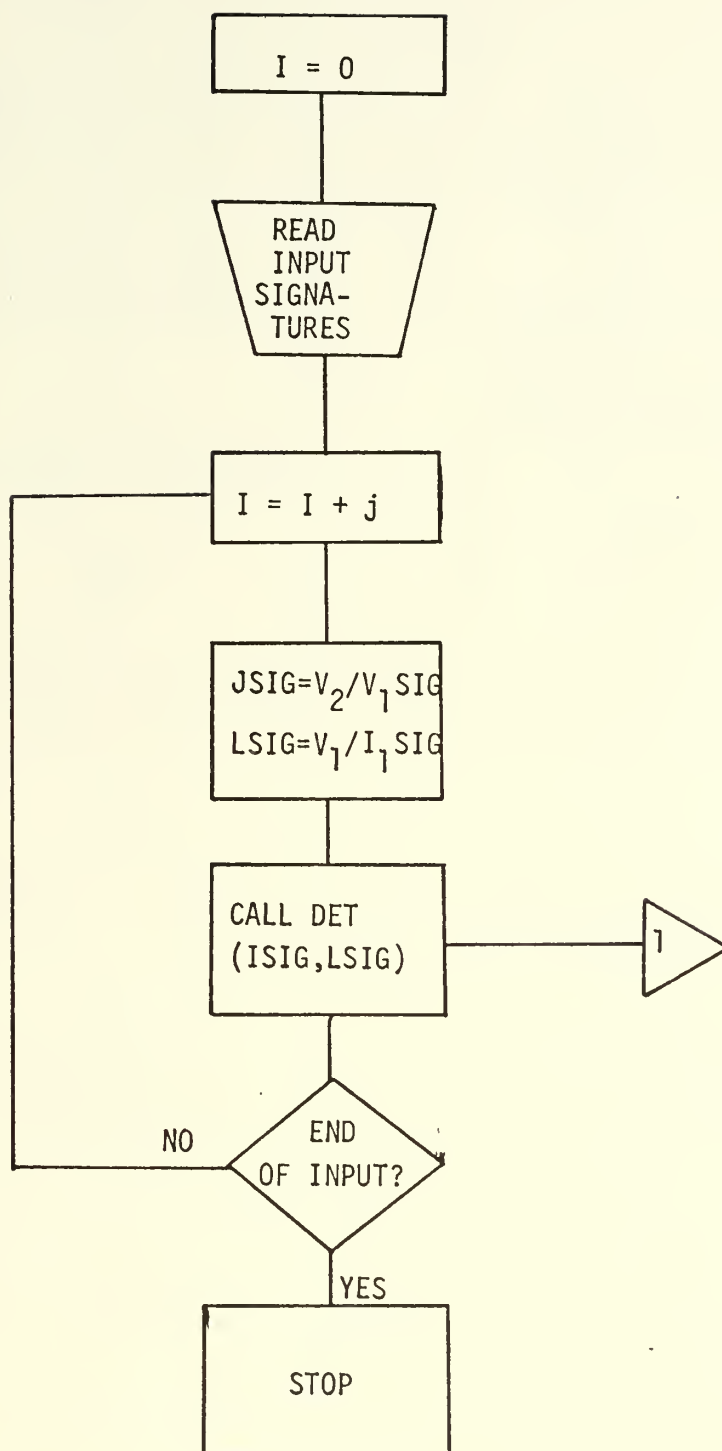 I = 0
READ
INPUT
SIGNA-
TURES
I = I + j
JSIG=V₂/V₁SIG
LSIG=V₁/I₁SIG
CALL DET
(ISIG,LSIG)
1
END
OF INPUT?
NO
YES
STOP